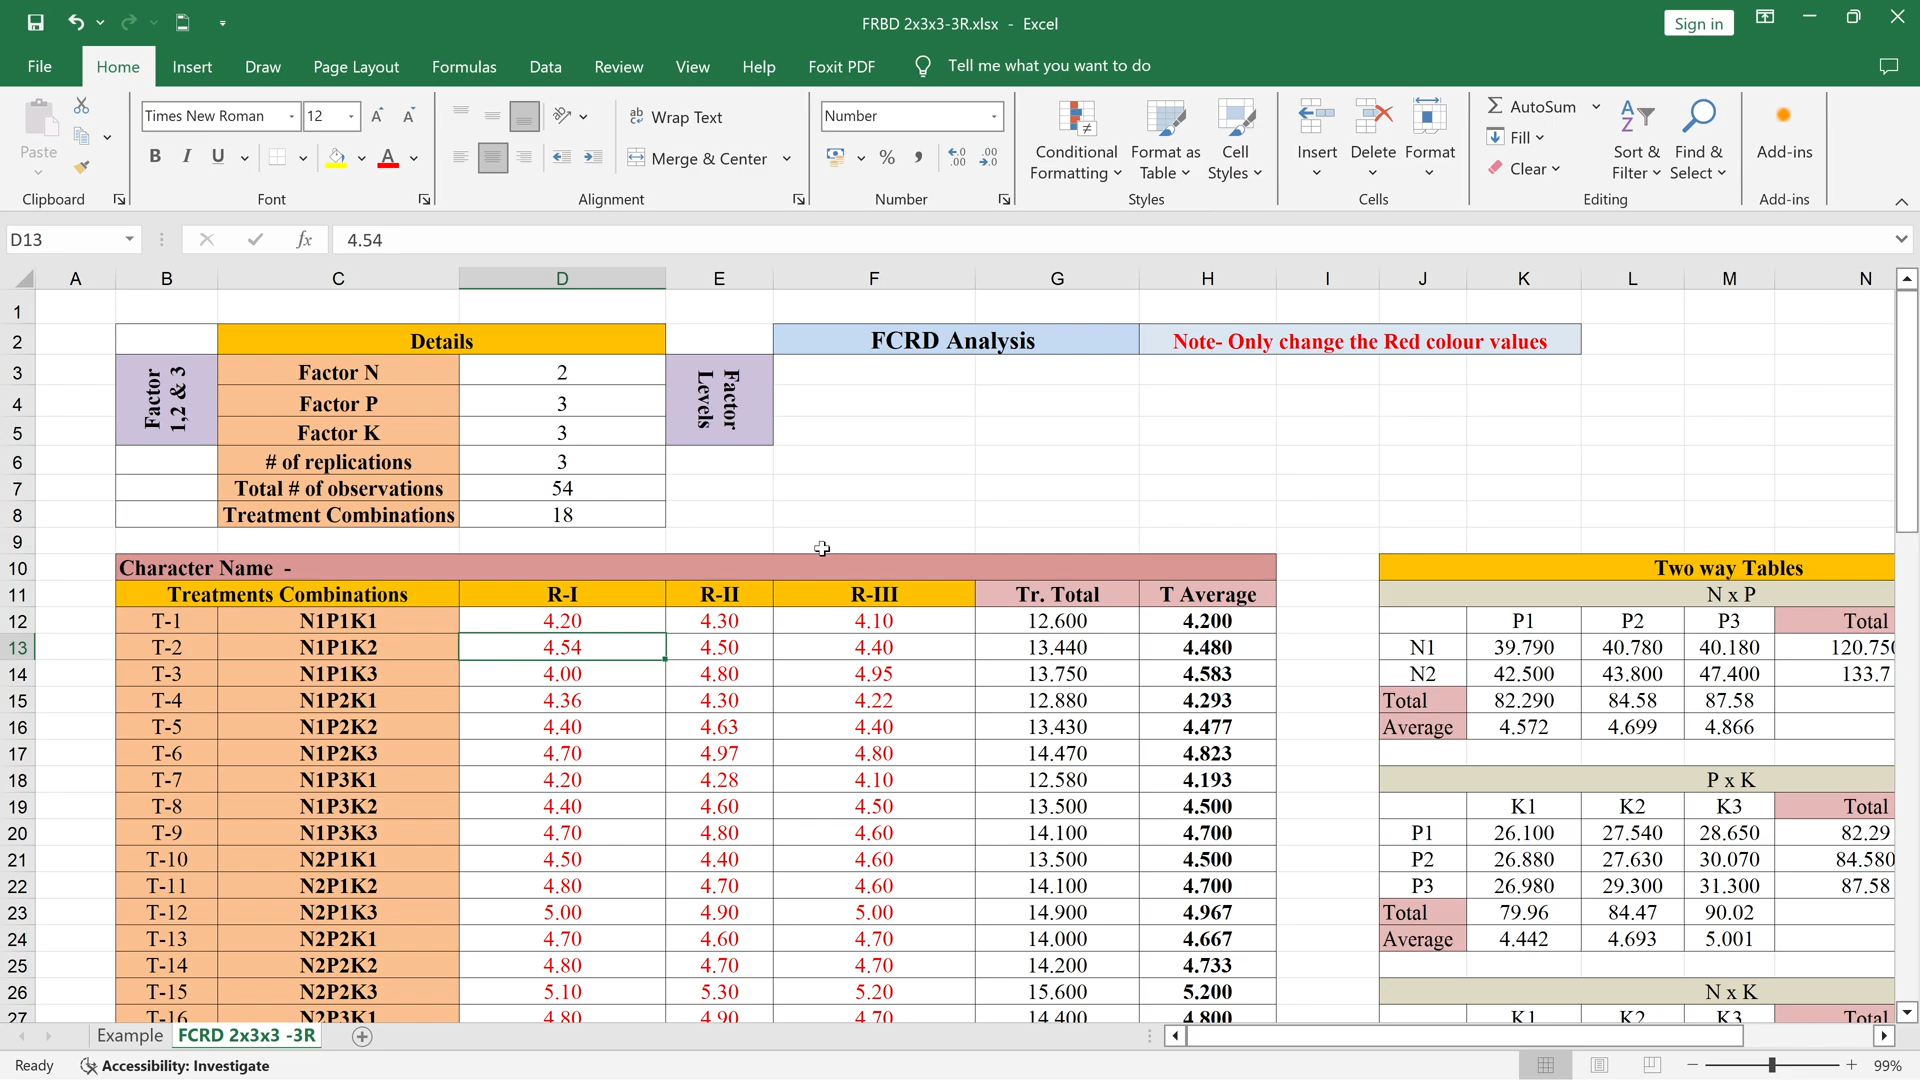 FRBD 2x3x3-3R.xlsx - Excel
Sign in
File Home Insert Draw Page Layout Formulas Data Review View Help Foxit PDF Tell me what you want to do
Paste
Clipboard
Times New Roman 12
B I U A
Font
Wrap Text
Merge & Center
Alignment
Number
Number
Conditional Formatting
Format as Table
Cell Styles
Styles
Insert Delete Format
Cells
AutoSum
Fill
Clear
Sort & Filter
Find & Select
Editing
Add-ins
Add-ins
D13 fx 4.54
A B C D E F G H I J K L M N
1
2 Details FCRD Analysis Note- Only change the Red colour values
Factor 1,2 & 3
Factor Levels
3 Factor N 2
4 Factor P 3
5 Factor K 3
6 # of replications 3
7 Total # of observations 54
8 Treatment Combinations 18
9
10 Character Name - Two way Tables
11 Treatments Combinations R-I R-II R-III Tr. Total T Average N x P
12 T-1 N1P1K1 4.20 4.30 4.10 12.600 4.200 P1 P2 P3 Total
13 T-2 N1P1K2 4.54 4.50 4.40 13.440 4.480 N1 39.790 40.780 40.180 120.750
14 T-3 N1P1K3 4.00 4.80 4.95 13.750 4.583 N2 42.500 43.800 47.400 133.7
15 T-4 N1P2K1 4.36 4.30 4.22 12.880 4.293 Total 82.290 84.58 87.58
16 T-5 N1P2K2 4.40 4.63 4.40 13.430 4.477 Average 4.572 4.699 4.866
17 T-6 N1P2K3 4.70 4.97 4.80 14.470 4.823
18 T-7 N1P3K1 4.20 4.28 4.10 12.580 4.193 P x K
19 T-8 N1P3K2 4.40 4.60 4.50 13.500 4.500 K1 K2 K3 Total
20 T-9 N1P3K3 4.70 4.80 4.60 14.100 4.700 P1 26.100 27.540 28.650 82.29
21 T-10 N2P1K1 4.50 4.40 4.60 13.500 4.500 P2 26.880 27.630 30.070 84.580
22 T-11 N2P1K2 4.80 4.70 4.60 14.100 4.700 P3 26.980 29.300 31.300 87.58
23 T-12 N2P1K3 5.00 4.90 5.00 14.900 4.967 Total 79.96 84.47 90.02
24 T-13 N2P2K1 4.70 4.60 4.70 14.000 4.667 Average 4.442 4.693 5.001
25 T-14 N2P2K2 4.80 4.70 4.70 14.200 4.733
26 T-15 N2P2K3 5.10 5.30 5.20 15.600 5.200 N x K
27 T-16 N2P3K1 4.80 4.90 4.70 14.400 4.800 K1 K2 K3 Total
Example FCRD 2x3x3 -3R
Ready Accessibility: Investigate 99%